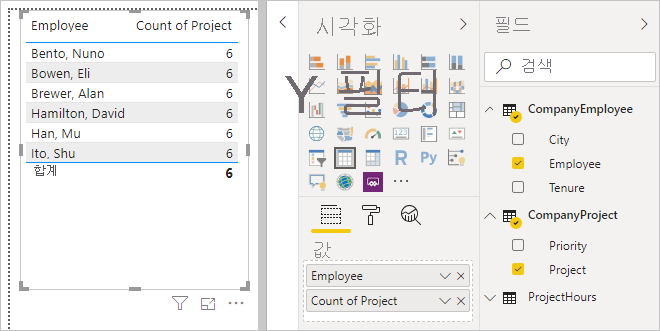 Employee Count of Project
Bento, Nuno 6
Bowen, Eli 6
Brewer, Alan 6
Hamilton, David 6
Han, Mu 6
Ito, Shu 6
합계 6
시각화
Y 필터
R Py
값
Employee
Count of Project
필드
검색
CompanyEmployee
City
Employee
Tenure
CompanyProject
Priority
Project
ProjectHours